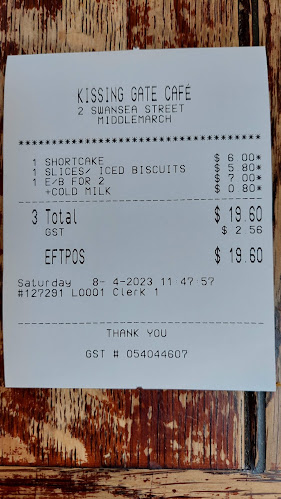 KISSING GATE CAFÉ
2 SWANSEA STREET
MIDDLEMARCH
****************************************
1 SHORTCAKE $ 6.00*
1 SLICES/ ICED BISCUITS $ 5.80*
1 E/B FOR 2 $ 7.00*
+COLD MILK $ 0.80*
3 Total $ 19.60
GST $ 2.56
EFTPOS $ 19.60
Saturday 8- 4-2023 11:47:57
#127291 L0001 Clerk 1
THANK YOU
GST # 054044607